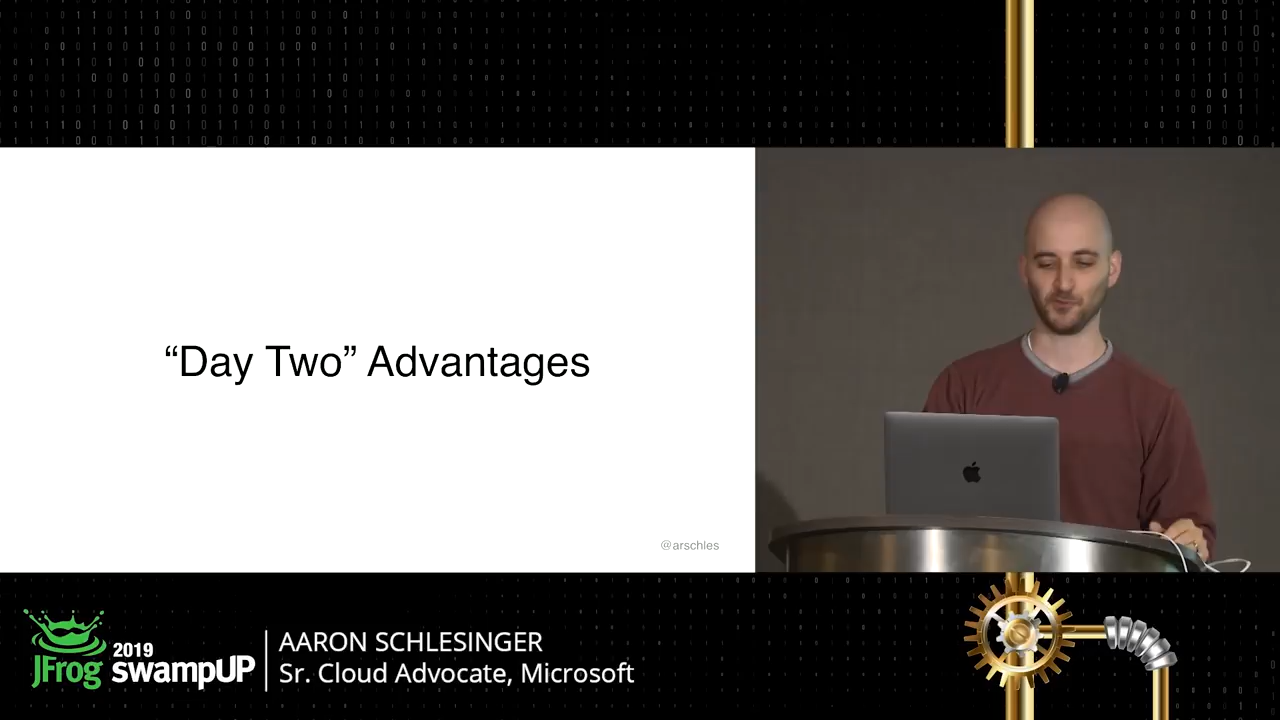 “Day Two” Advantages
@arschles
JFrog
2019
swampUP
AARON SCHLESINGER
Sr. Cloud Advocate, Microsoft